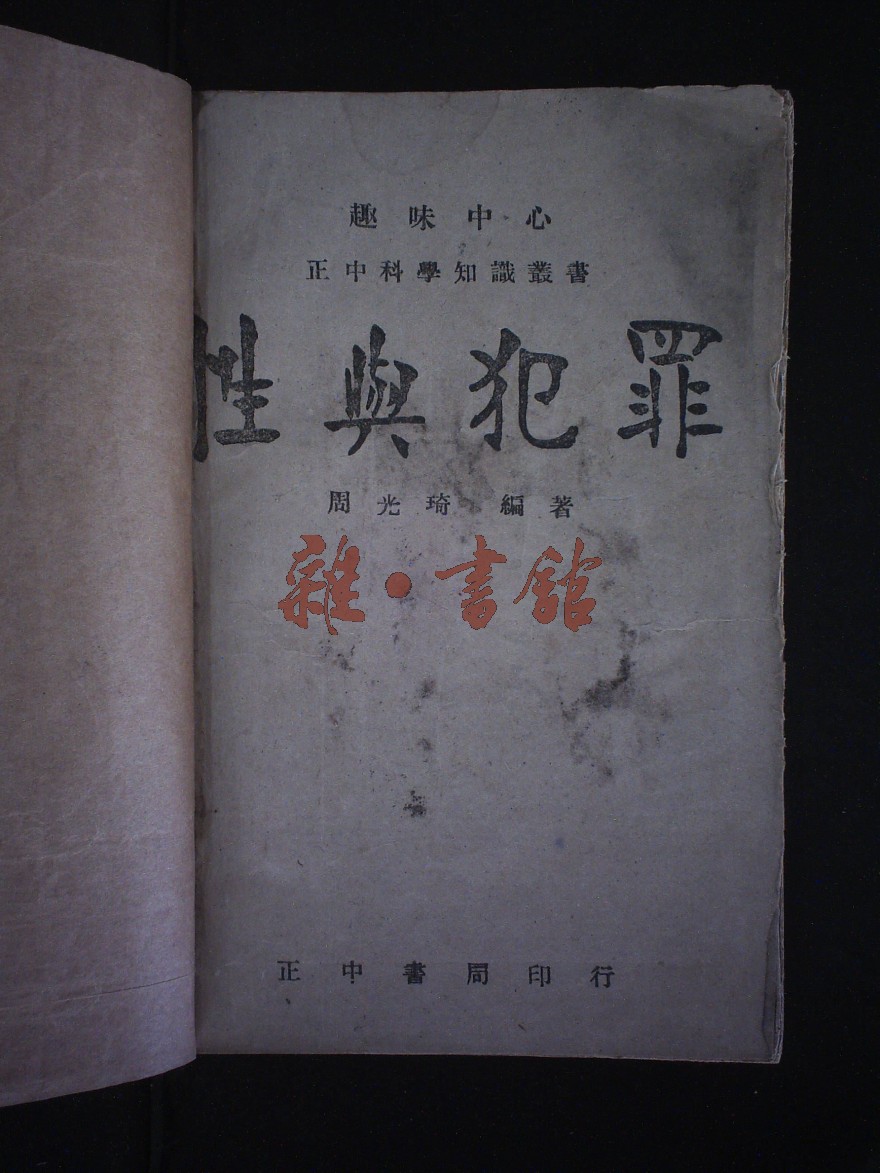 趣味中心
正中科學知識叢書
性與犯罪
周光琦 編著
雜·書館
正中書局印行